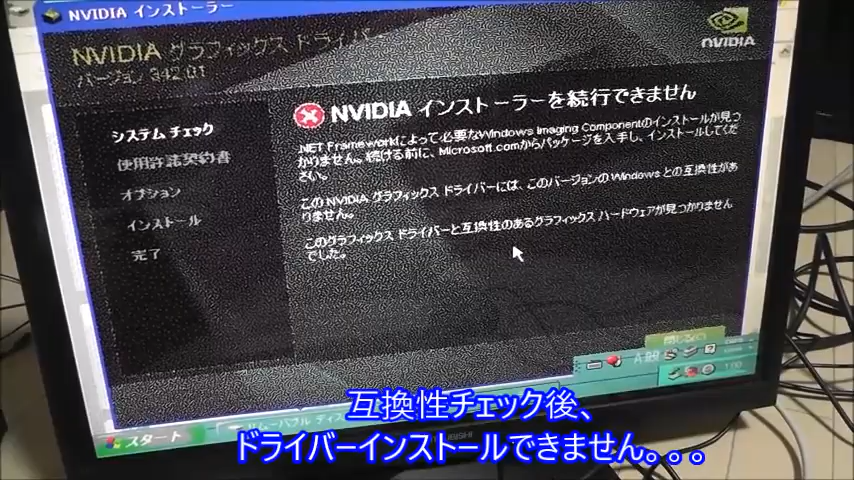 NVIDIA インストーラー
NVIDIA グラフィックス ドライバー
バージョン 342.01
NVIDIA
システム チェック
使用許諾契約書
オプション
インストール
完了
NVIDIA インストーラーを続行できません
.NET Frameworkによって必要なWindows Imaging Componentのインストールが見つ
かりません。続ける前に、Microsoft.comからパッケージを入手し、インストールしてくだ
さい。
この NVIDIA グラフィックス ドライバーには、このバージョンの Windows との互換性があ
りません。
このグラフィックス ドライバーと互換性のあるグラフィックス ハードウェアが見つかりません
でした。
閉じる(C)
スタート
リムーバブル ディス
1:00
互換性チェック後、
ドライバーインストールできません。。。